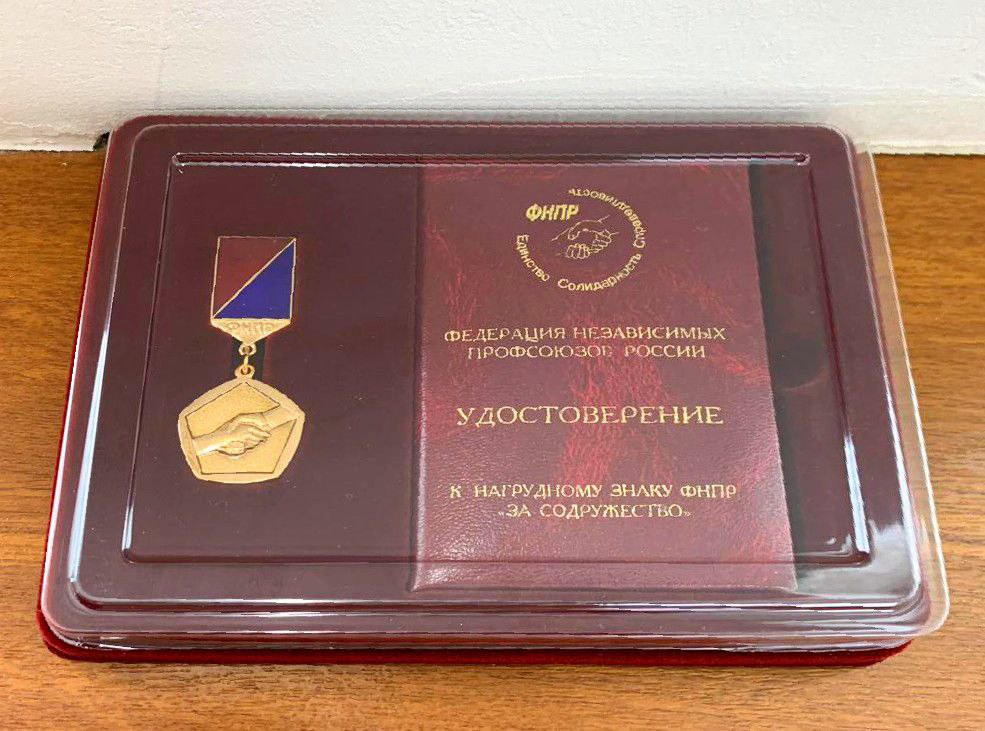 ФНПР
ФНПР
Единство Солидарность Справедливость
ФЕДЕРАЦИЯ НЕЗАВИСИМЫХ
ПРОФСОЮЗОВ РОССИИ
УДОСТОВЕРЕНИЕ
К НАГРУДНОМУ ЗНАКУ ФНПР
«ЗА СОДРУЖЕСТВО»